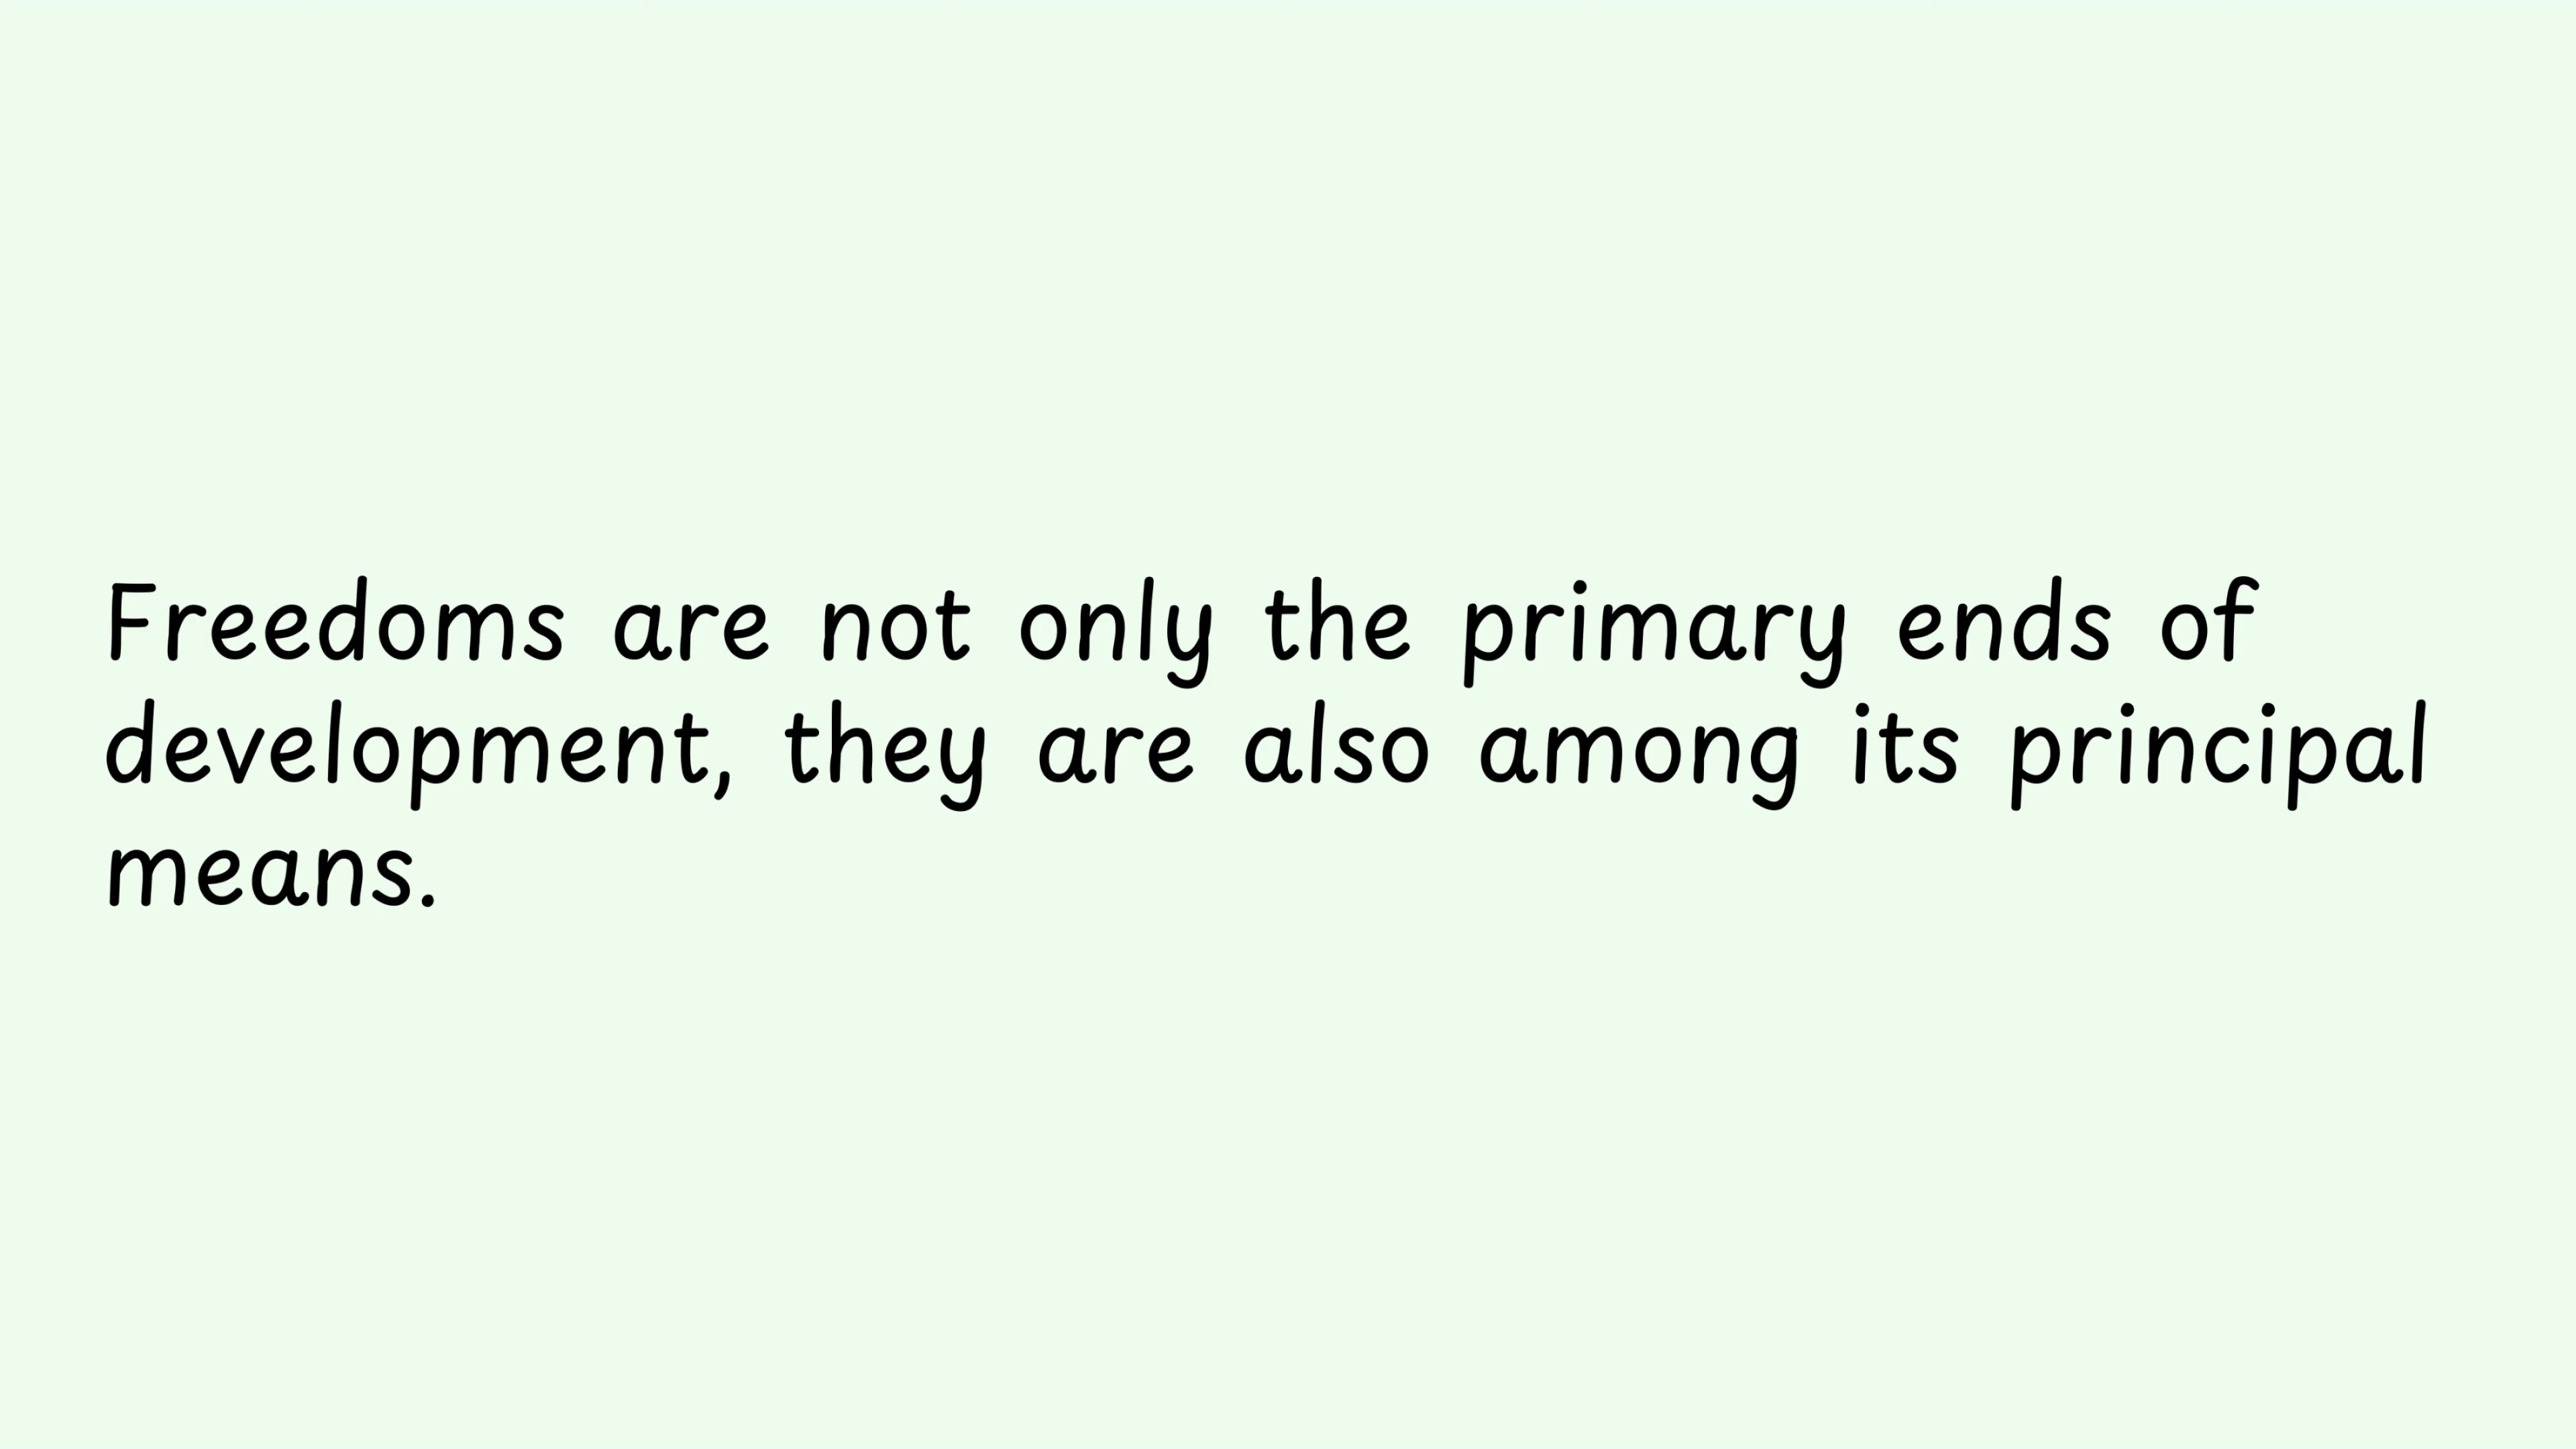 Freedoms are not only the primary ends of
development, they are also among its principal
means.